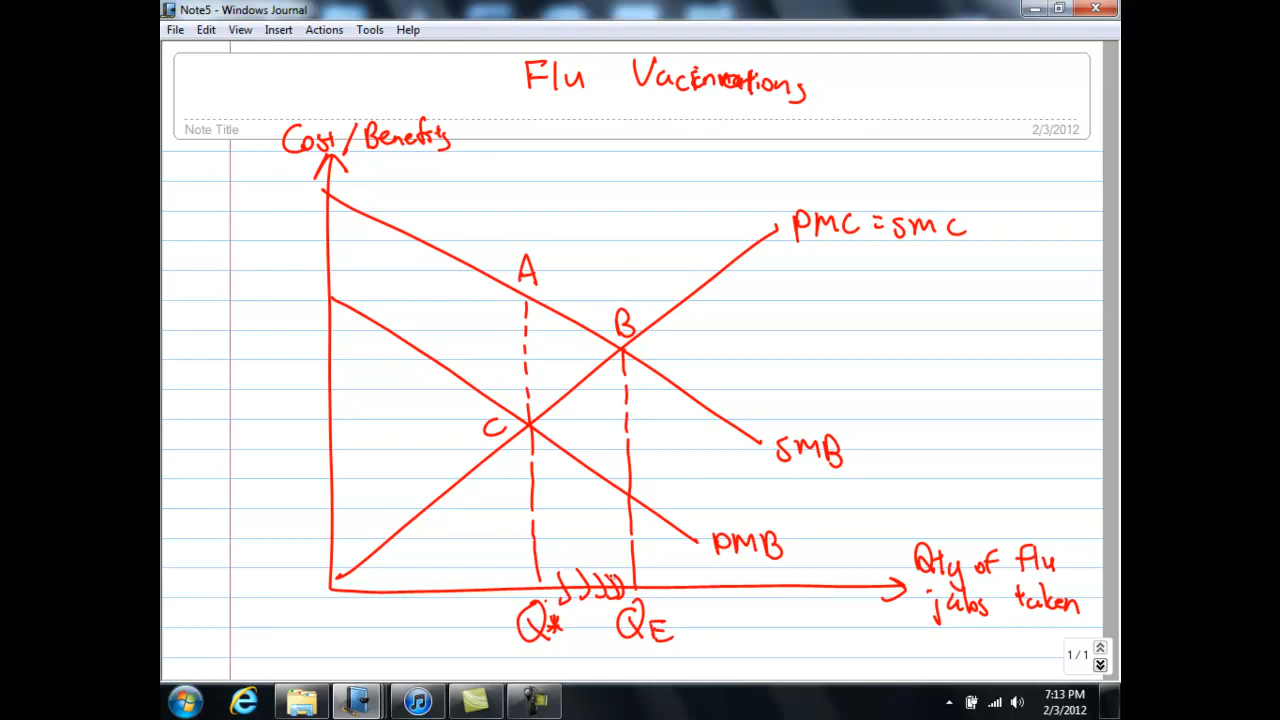 Note5 - Windows Journal
File Edit View Insert Actions Tools Help
Flu Vaccinations
Note Title
2/3/2012
Cost/Benefits
PMC = SMC
A
B
C
SMB
PMB
Qty of flu
jabs taken
Q* QE
1/1
7:13 PM
2/3/2012